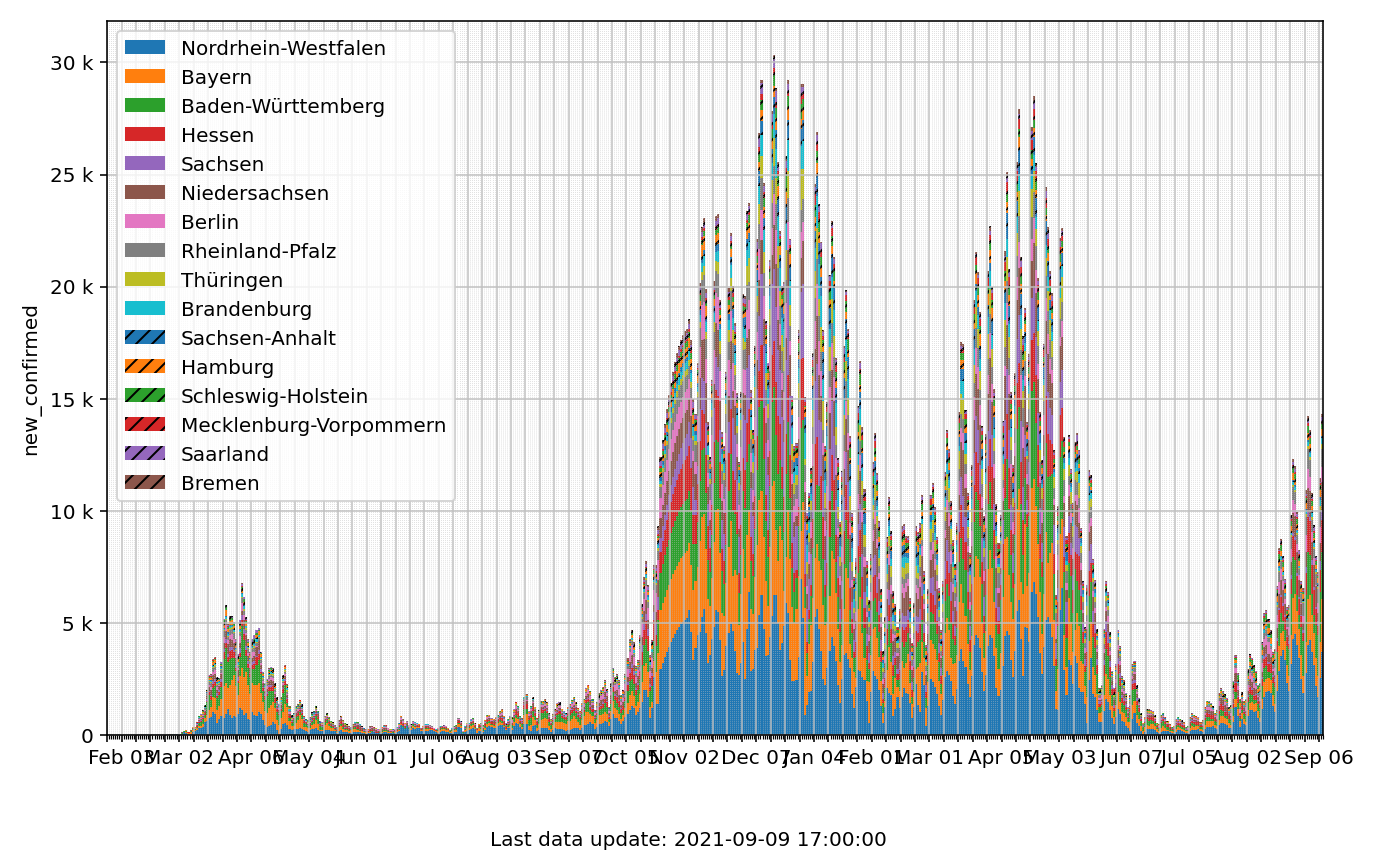 new_confirmed
30 k
25 k
20 k
15 k
10 k
5 k
0
Nordrhein-Westfalen
Bayern
Baden-Württemberg
Hessen
Sachsen
Niedersachsen
Berlin
Rheinland-Pfalz
Thüringen
Brandenburg
Sachsen-Anhalt
Hamburg
Schleswig-Holstein
Mecklenburg-Vorpommern
Saarland
Bremen
Feb 03 Mar 02 Apr 06 May 04 Jun 01 Jul 06 Aug 03 Sep 07 Oct 05 Nov 02 Dec 07 Jan 04 Feb 01 Mar 01 Apr 05 May 03 Jun 07 Jul 05 Aug 02 Sep 06
Last data update: 2021-09-09 17:00:00